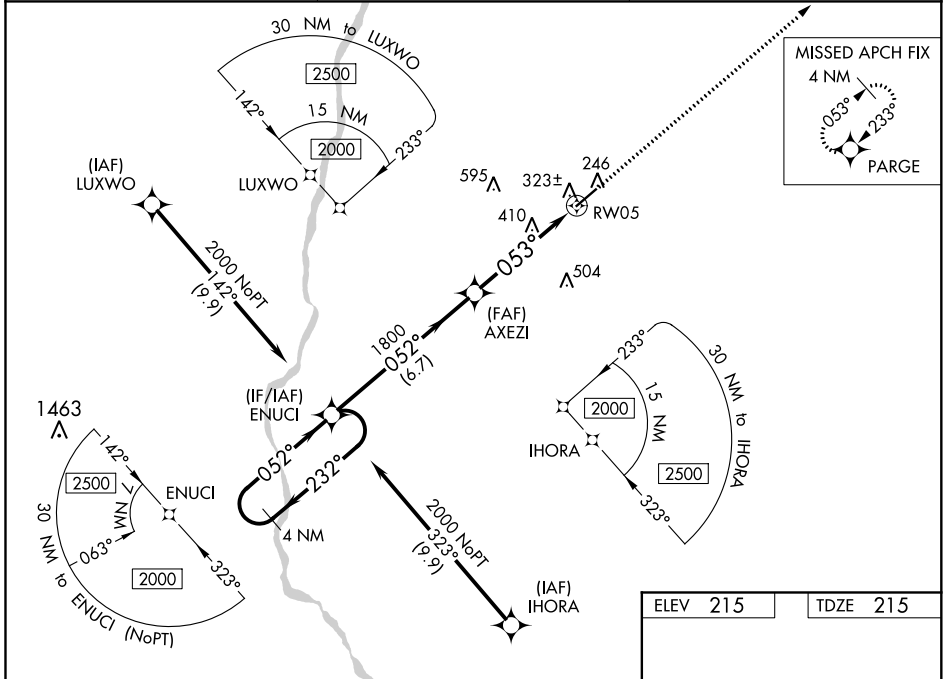 30 NM to LUXWO
2500
142°
15 NM
2000
233°
LUXWO
MISSED APCH FIX
4 NM
053°
233°
PARGE
(IAF)
LUXWO
2000 NoPT
142°
(9.9)
595
323±
246
RW05
410
053°
504
(FAF)
AXEZI
1800
052°
(6.7)
(IF/IAF)
ENUCI
052°
232°
4 NM
1463
142°
2500
7 NM
ENUCI
063°
2000
323°
30 NM to ENUCI (NoPT)
2000 NoPT
323°
(9.9)
(IAF)
IHORA
233°
15 NM
2000
IHORA
2500
323°
30 NM to IHORA
ELEV 215
TDZE 215